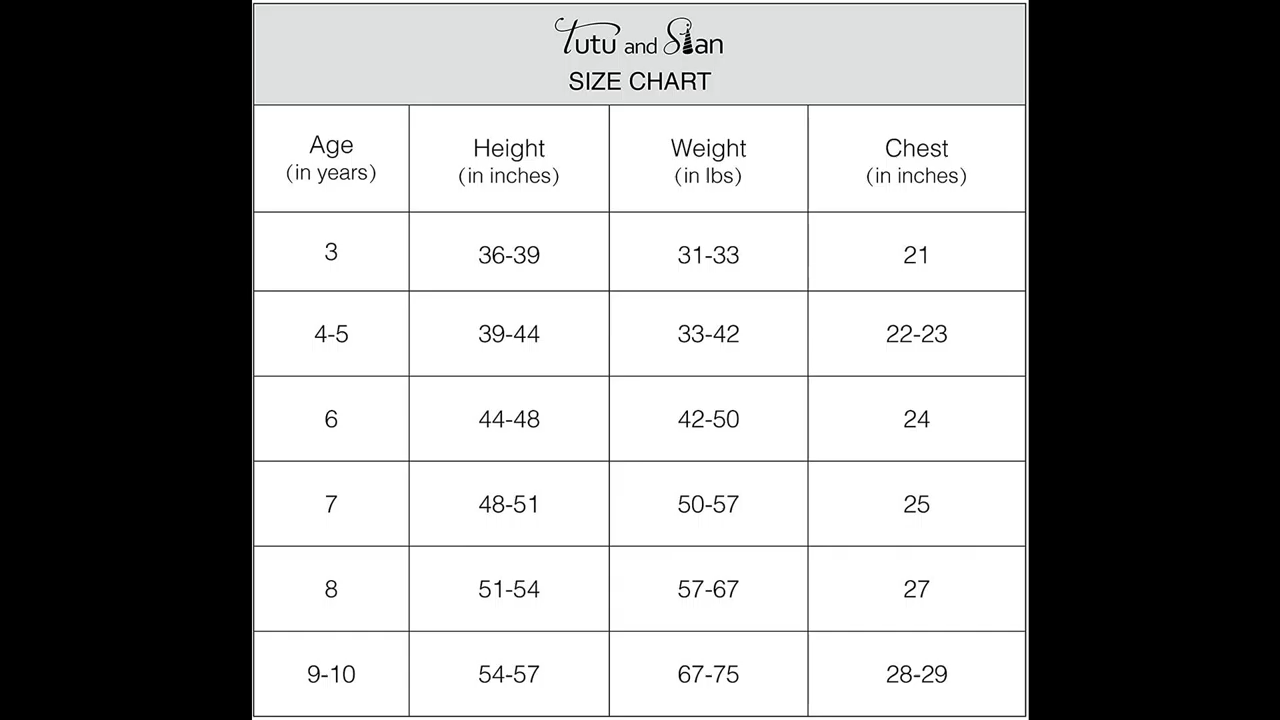 Tutu and Sian
SIZE CHART
Age Height Weight Chest
(in years) (in inches) (in lbs) (in inches)
3 36-39 31-33 21
4-5 39-44 33-42 22-23
6 44-48 42-50 24
7 48-51 50-57 25
8 51-54 57-67 27
9-10 54-57 67-75 28-29